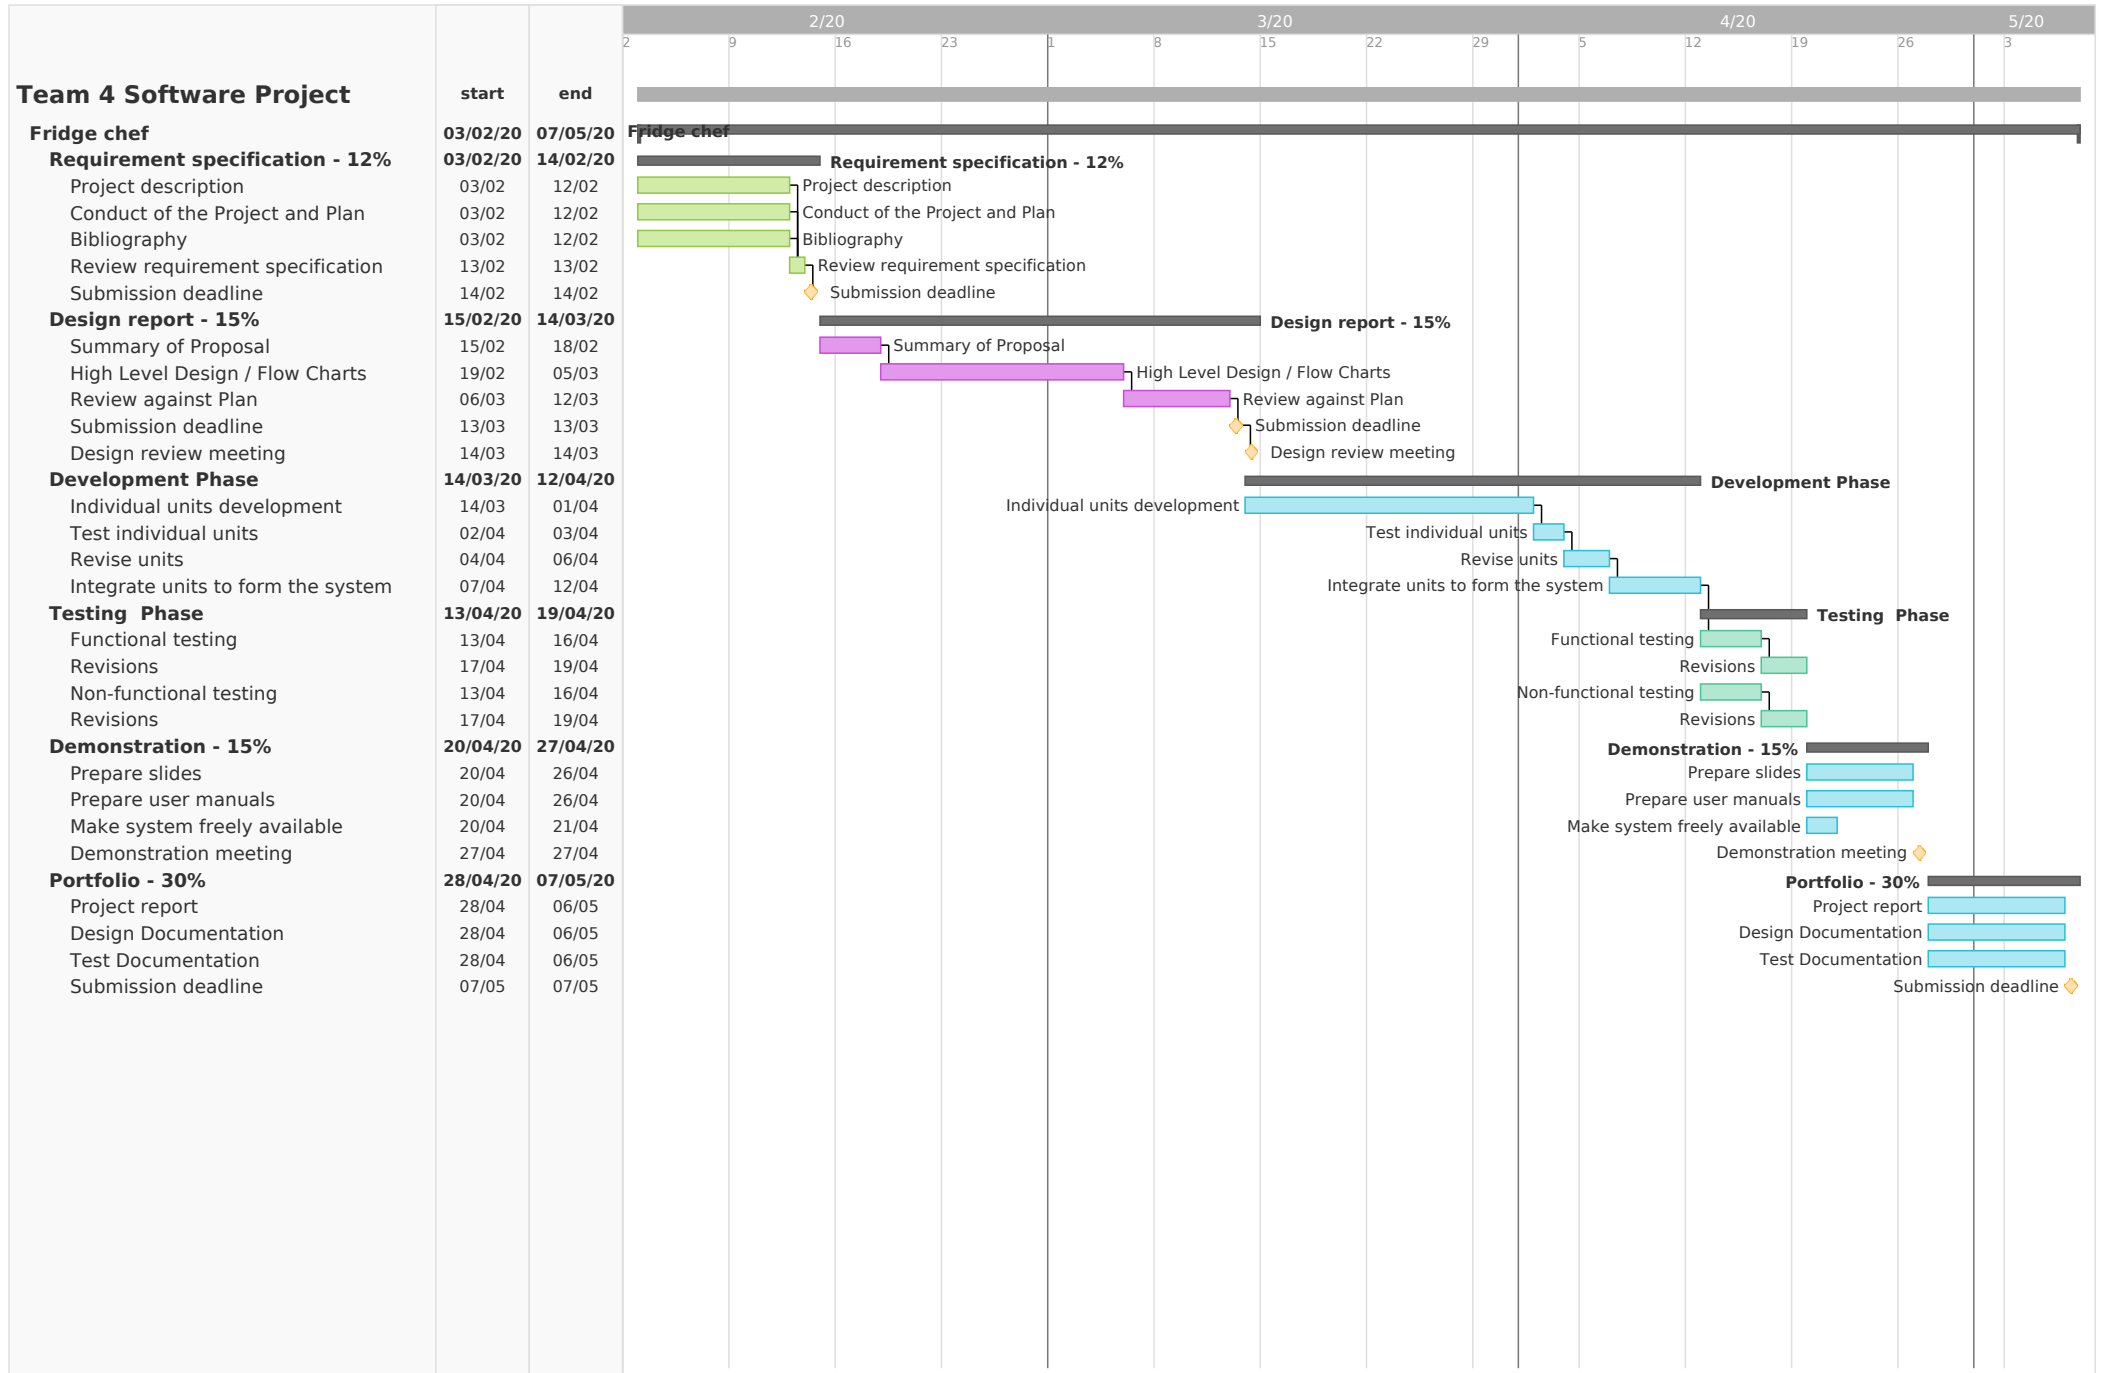 2/20 3/20 4/20 5/20
2 9 16 23 1 8 15 22 29 5 12 19 26 3
Team 4 Software Project start end
Fridge chef 03/02/20 07/05/20 Fridge chef
Requirement specification - 12% 03/02/20 14/02/20 Requirement specification - 12%
Project description 03/02 12/02 Project description
Conduct of the Project and Plan 03/02 12/02 Conduct of the Project and Plan
Bibliography 03/02 12/02 Bibliography
Review requirement specification 13/02 13/02 Review requirement specification
Submission deadline 14/02 14/02 Submission deadline
Design report - 15% 15/02/20 14/03/20 Design report - 15%
Summary of Proposal 15/02 18/02 Summary of Proposal
High Level Design / Flow Charts 19/02 05/03 High Level Design / Flow Charts
Review against Plan 06/03 12/03 Review against Plan
Submission deadline 13/03 13/03 Submission deadline
Design review meeting 14/03 14/03 Design review meeting
Development Phase 14/03/20 12/04/20 Development Phase
Individual units development 14/03 01/04 Individual units development
Test individual units 02/04 03/04 Test individual units
Revise units 04/04 06/04 Revise units
Integrate units to form the system 07/04 12/04 Integrate units to form the system
Testing  Phase 13/04/20 19/04/20 Testing  Phase
Functional testing 13/04 16/04 Functional testing
Revisions 17/04 19/04 Revisions
Non-functional testing 13/04 16/04 Non-functional testing
Revisions 17/04 19/04 Revisions
Demonstration - 15% 20/04/20 27/04/20 Demonstration - 15%
Prepare slides 20/04 26/04 Prepare slides
Prepare user manuals 20/04 26/04 Prepare user manuals
Make system freely available 20/04 21/04 Make system freely available
Demonstration meeting 27/04 27/04 Demonstration meeting
Portfolio - 30% 28/04/20 07/05/20 Portfolio - 30%
Project report 28/04 06/05 Project report
Design Documentation 28/04 06/05 Design Documentation
Test Documentation 28/04 06/05 Test Documentation
Submission deadline 07/05 07/05 Submission deadline